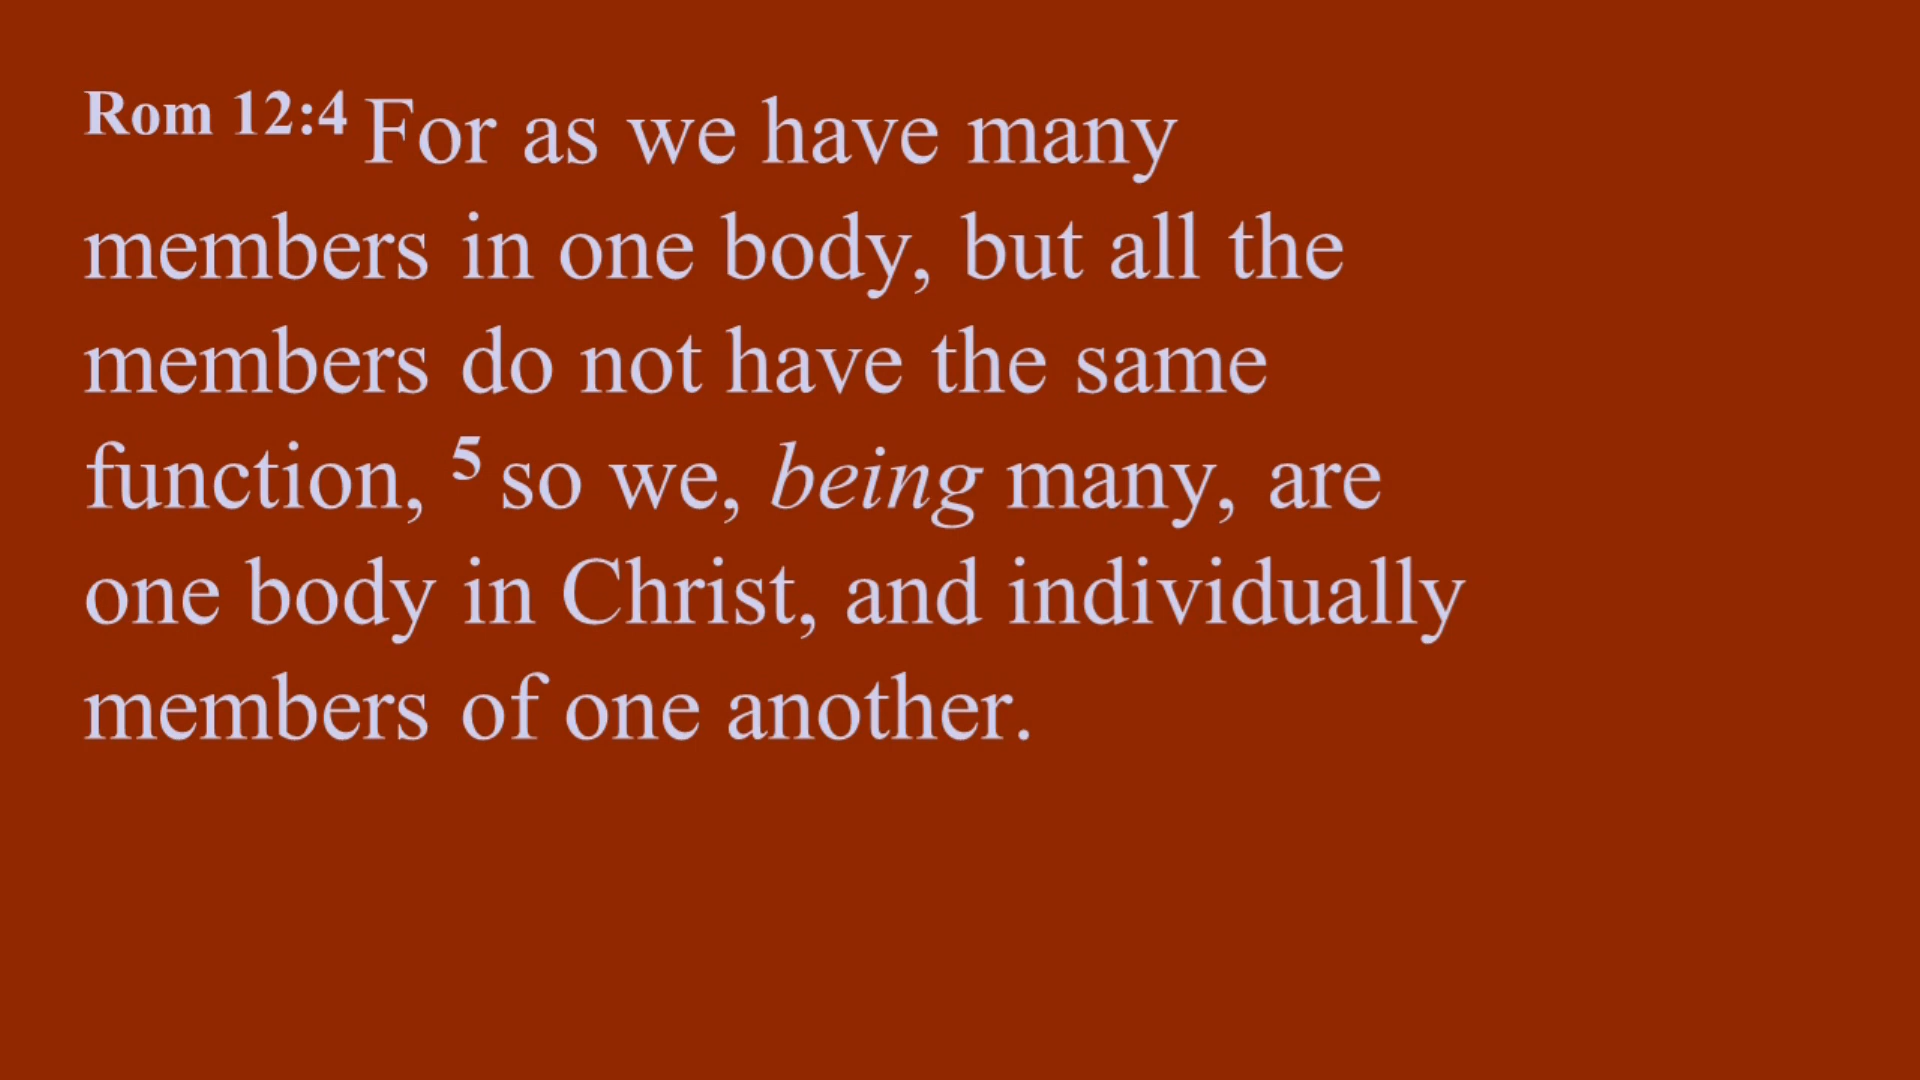 Rom 12:4 For as we have many
members in one body, but all the
members do not have the same
function, 5 so we, being many, are
one body in Christ, and individually
members of one another.